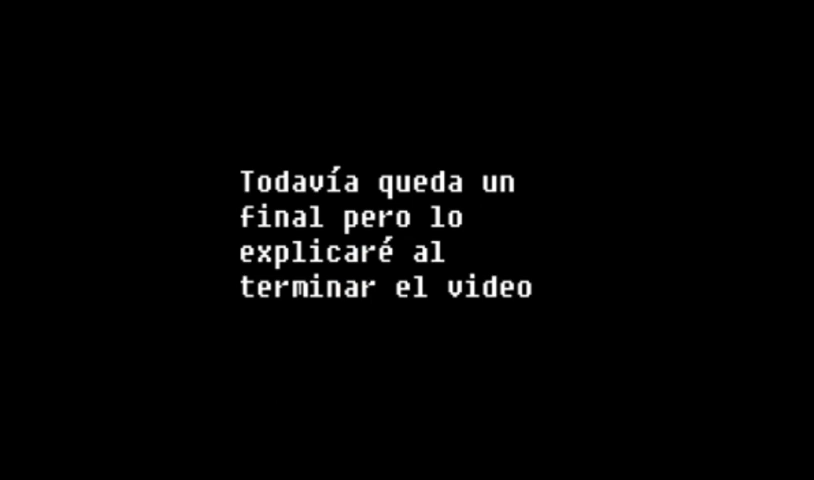 Todavía queda un
final pero lo
explicaré al
terminar el video